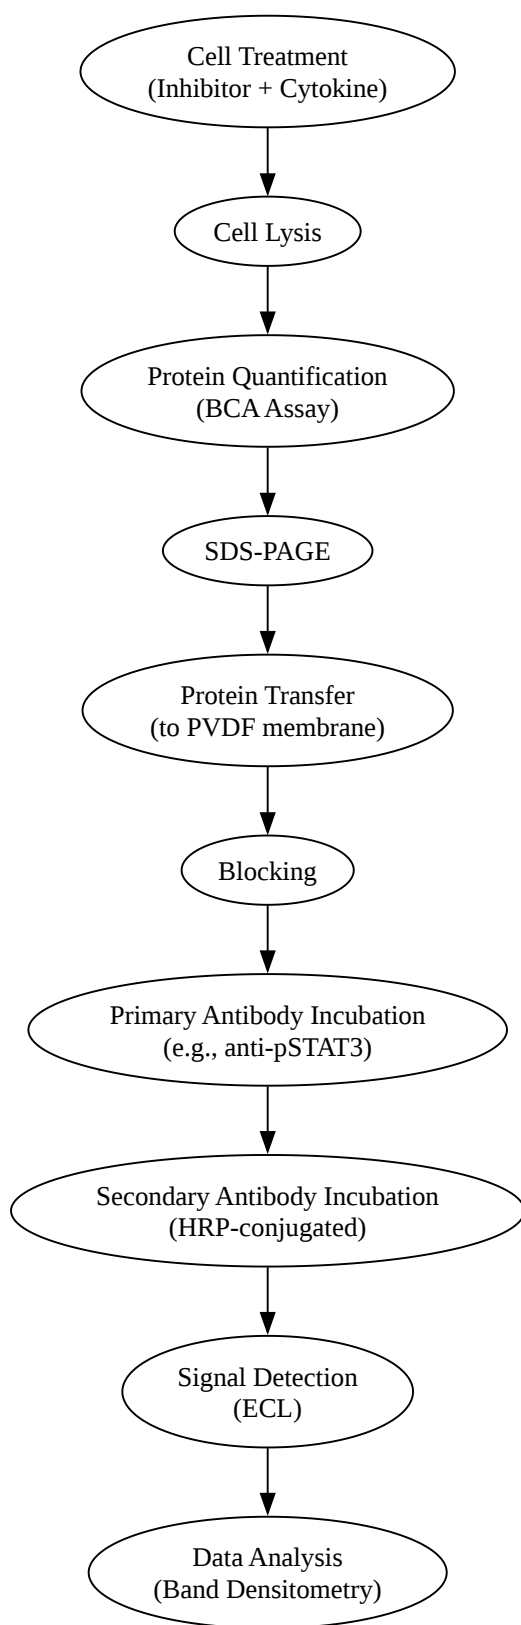 Cell Treatment
(Inhibitor + Cytokine)
Cell Lysis
Protein Quantification
(BCA Assay)
SDS-PAGE
Protein Transfer
(to PVDF membrane)
Blocking
Primary Antibody Incubation
(e.g., anti-pSTAT3)
Secondary Antibody Incubation
(HRP-conjugated)
Signal Detection
(ECL)
Data Analysis
(Band Densitometry)